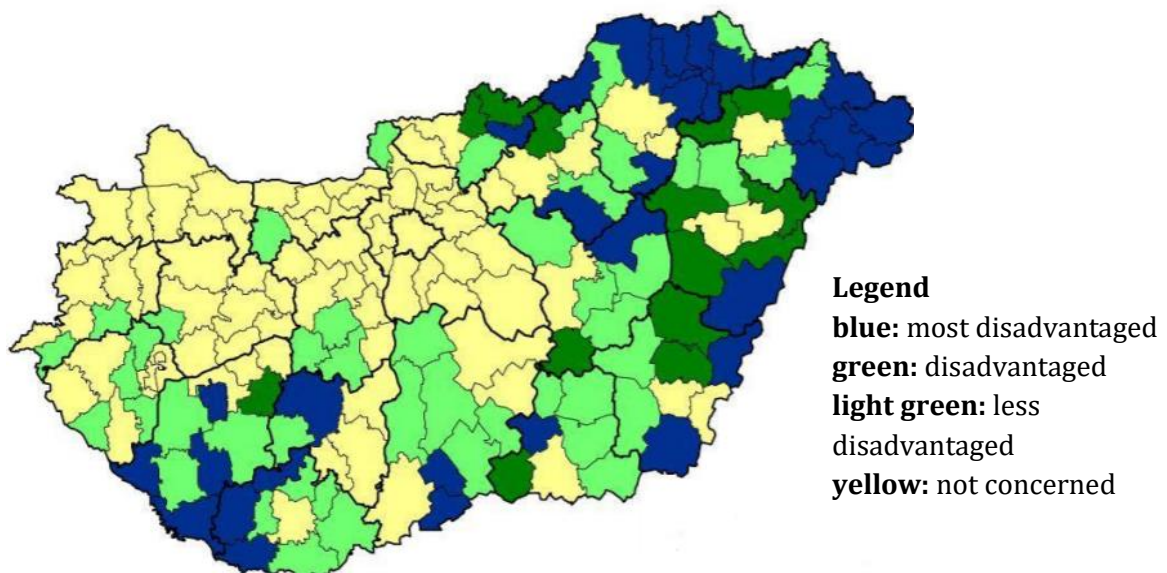 Legend
blue: most disadvantaged
green: disadvantaged
light green: less
disadvantaged
yellow: not concerned